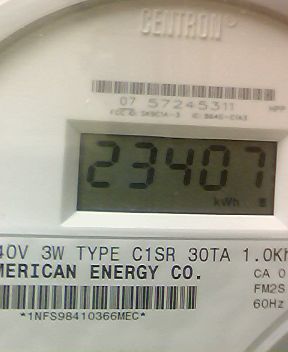 CENTRON
07 57245311
23407
kWh
40V 3W TYPE C1SR 30TA 1.0Kh
MERICAN ENERGY CO.
CA 0
FM2S
60Hz
*1NFS98410366MEC*